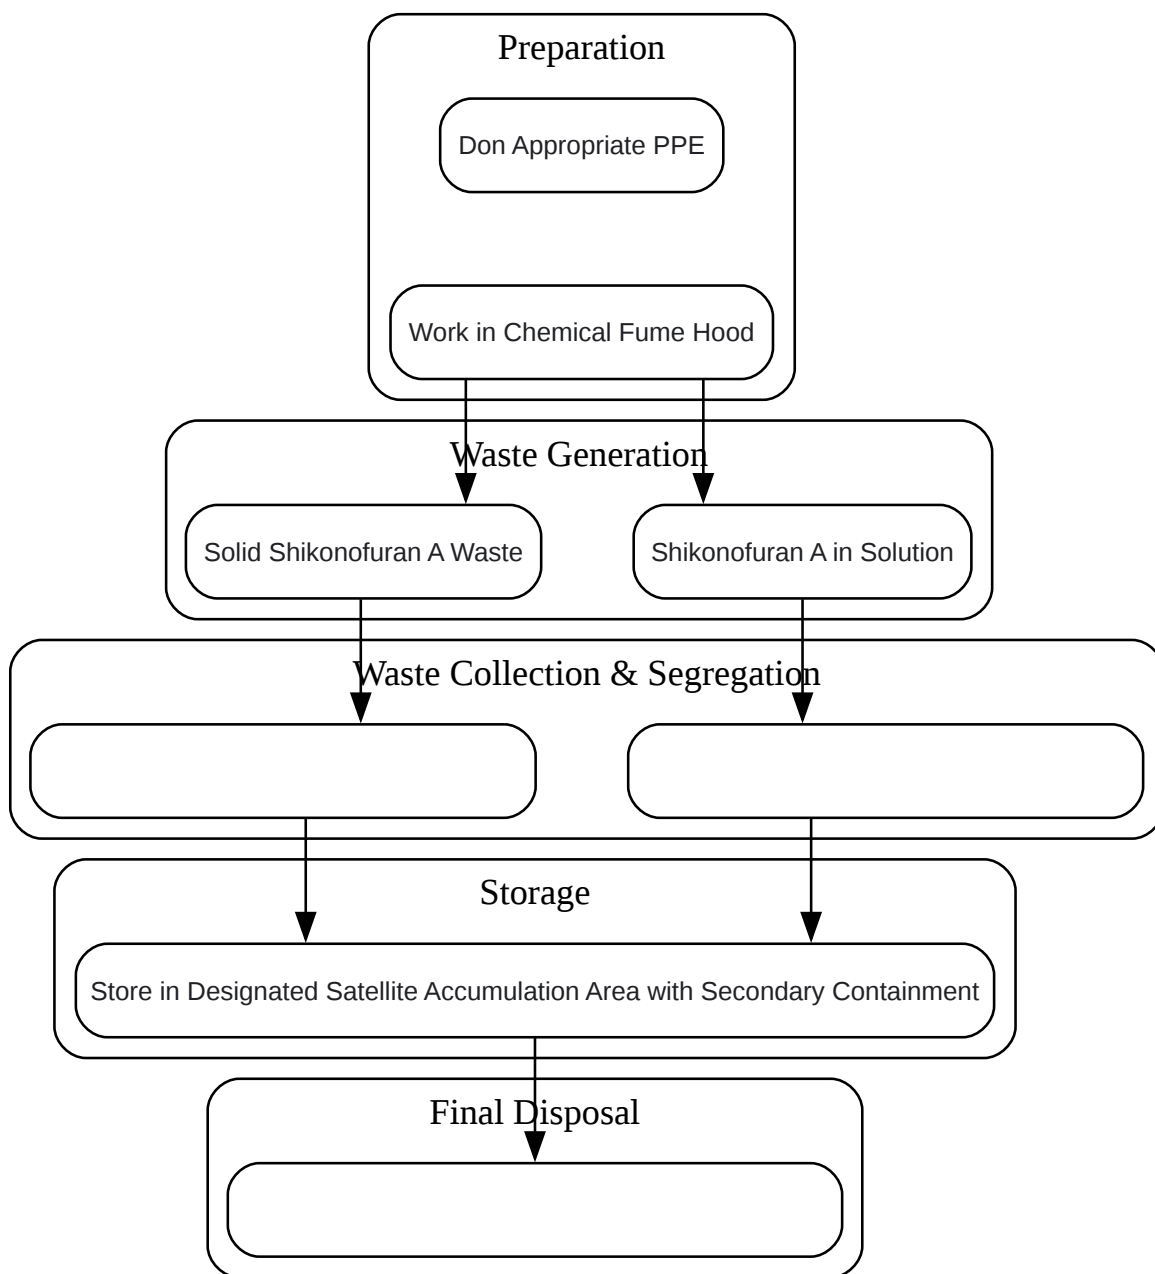 Preparation
Don Appropriate PPE
Work in Chemical Fume Hood
Waste Generation
Solid Shikonofuran A Waste
Shikonofuran A in Solution
Waste Collection & Segregation
Storage
Store in Designated Satellite Accumulation Area with Secondary Containment
Final Disposal